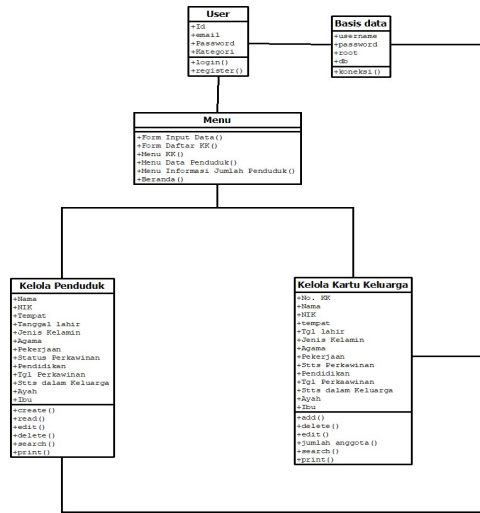 User
+Id
+email
+Password
+Kategori
+login()
+register()
Basis data
+username
+password
+root
+db
+koneksi()
Menu
+Form Input Data()
+Form Daftar KK()
+Menu KK()
+Menu Data Penduduk()
+Menu Informasi Jumlah Penduduk()
+Beranda()
Kelola Penduduk
+Nama
+NIK
+Tempat
+Tanggal lahir
+Jenis Kelamin
+Agama
+Pekerjaan
+Status Perkawinan
+Pendidikan
+Tgl Perkawinan
+Stts dalam Keluarga
+Ayah
+Ibu
+create()
+read()
+edit()
+delete()
+search()
+print()
Kelola Kartu Keluarga
+No. KK
+Nama
+NIK
+tempat
+Tgl lahir
+Jenis Kelamin
+Agama
+Pekerjaan
+Stts Perkawinan
+Pendidikan
+Tgl Perkaawinan
+Stts dalam Keluarga
+Ayah
+Ibu
+add()
+delete()
+edit()
+jumlah anggota()
+search()
+print()